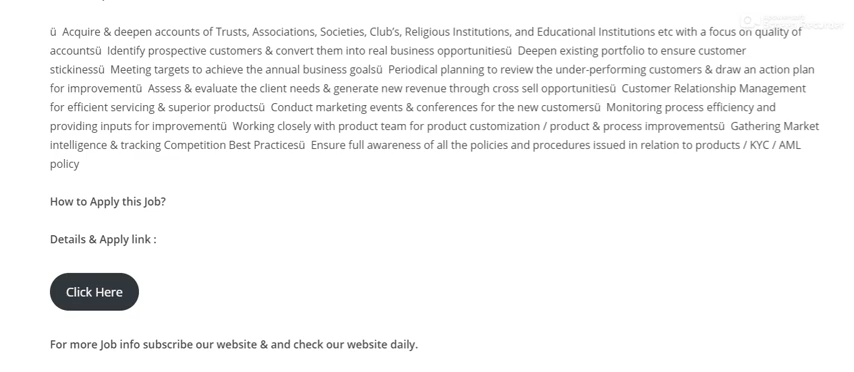 ü  Acquire & deepen accounts of Trusts, Associations, Societies, Club's, Religious Institutions, and Educational Institutions etc with a focus on quality of
accountsü  Identify prospective customers & convert them into real business opportunitiesü  Deepen existing portfolio to ensure customer
stickinessü  Meeting targets to achieve the annual business goalsü  Periodical planning to review the under-performing customers & draw an action plan
for improvementü  Assess & evaluate the client needs & generate new revenue through cross sell opportunitiesü  Customer Relationship Management
for efficient servicing & superior productsü  Conduct marketing events & conferences for the new customersü  Monitoring process efficiency and
providing inputs for improvementü  Working closely with product team for product customization / product & process improvementsü  Gathering Market
intelligence & tracking Competition Best Practicesü  Ensure full awareness of all the policies and procedures issued in relation to products / KYC / AML
policy
How to Apply this Job?
Details & Apply link :
Click Here
For more Job info subscribe our website & and check our website daily.